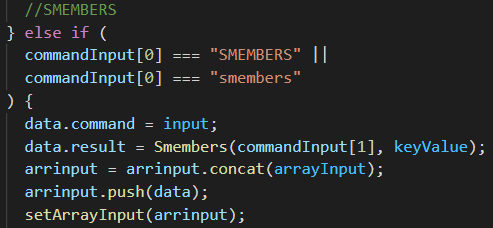 //SMEMBERS
} else if (
commandInput[0] === "SMEMBERS" ||
commandInput[0] === "smembers"
) {
data.command = input;
data.result = Smembers(commandInput[1], keyValue);
arrinput = arrinput.concat(arrayInput);
arrinput.push(data);
setArrayInput(arrinput);